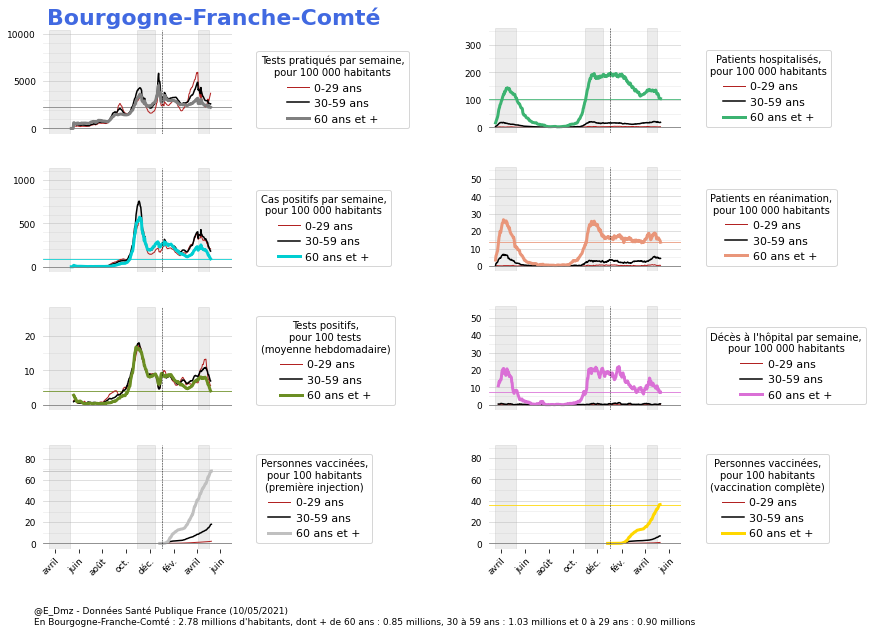 Bourgogne-Franche-Comté
10000
5000
0
Tests pratiqués par semaine,
pour 100 000 habitants
0-29 ans
30-59 ans
60 ans et +
300
200
100
0
Patients hospitalisés,
pour 100 000 habitants
0-29 ans
30-59 ans
60 ans et +
1000
500
0
Cas positifs par semaine,
pour 100 000 habitants
0-29 ans
30-59 ans
60 ans et +
50
40
30
20
10
0
Patients en réanimation,
pour 100 000 habitants
0-29 ans
30-59 ans
60 ans et +
20
10
0
Tests positifs,
pour 100 tests
(moyenne hebdomadaire)
0-29 ans
30-59 ans
60 ans et +
50
40
30
20
10
0
Décès à l'hôpital par semaine,
pour 100 000 habitants
0-29 ans
30-59 ans
60 ans et +
80
60
40
20
0
avril
juin
août
oct.
déc.
fév.
avril
juin
Personnes vaccinées,
pour 100 habitants
(première injection)
0-29 ans
30-59 ans
60 ans et +
80
60
40
20
0
avril
juin
août
oct.
déc.
fév.
avril
juin
Personnes vaccinées,
pour 100 habitants
(vaccination complète)
0-29 ans
30-59 ans
60 ans et +
@E_Dmz - Données Santé Publique France (10/05/2021)
En Bourgogne-Franche-Comté : 2.78 millions d'habitants, dont + de 60 ans : 0.85 millions, 30 à 59 ans : 1.03 millions et 0 à 29 ans : 0.90 millions